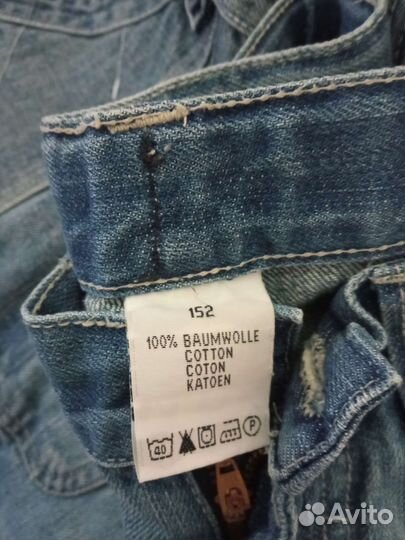 152
100% BAUMWOLLE
COTTON
COTON
KATOEN
40 P
Avito